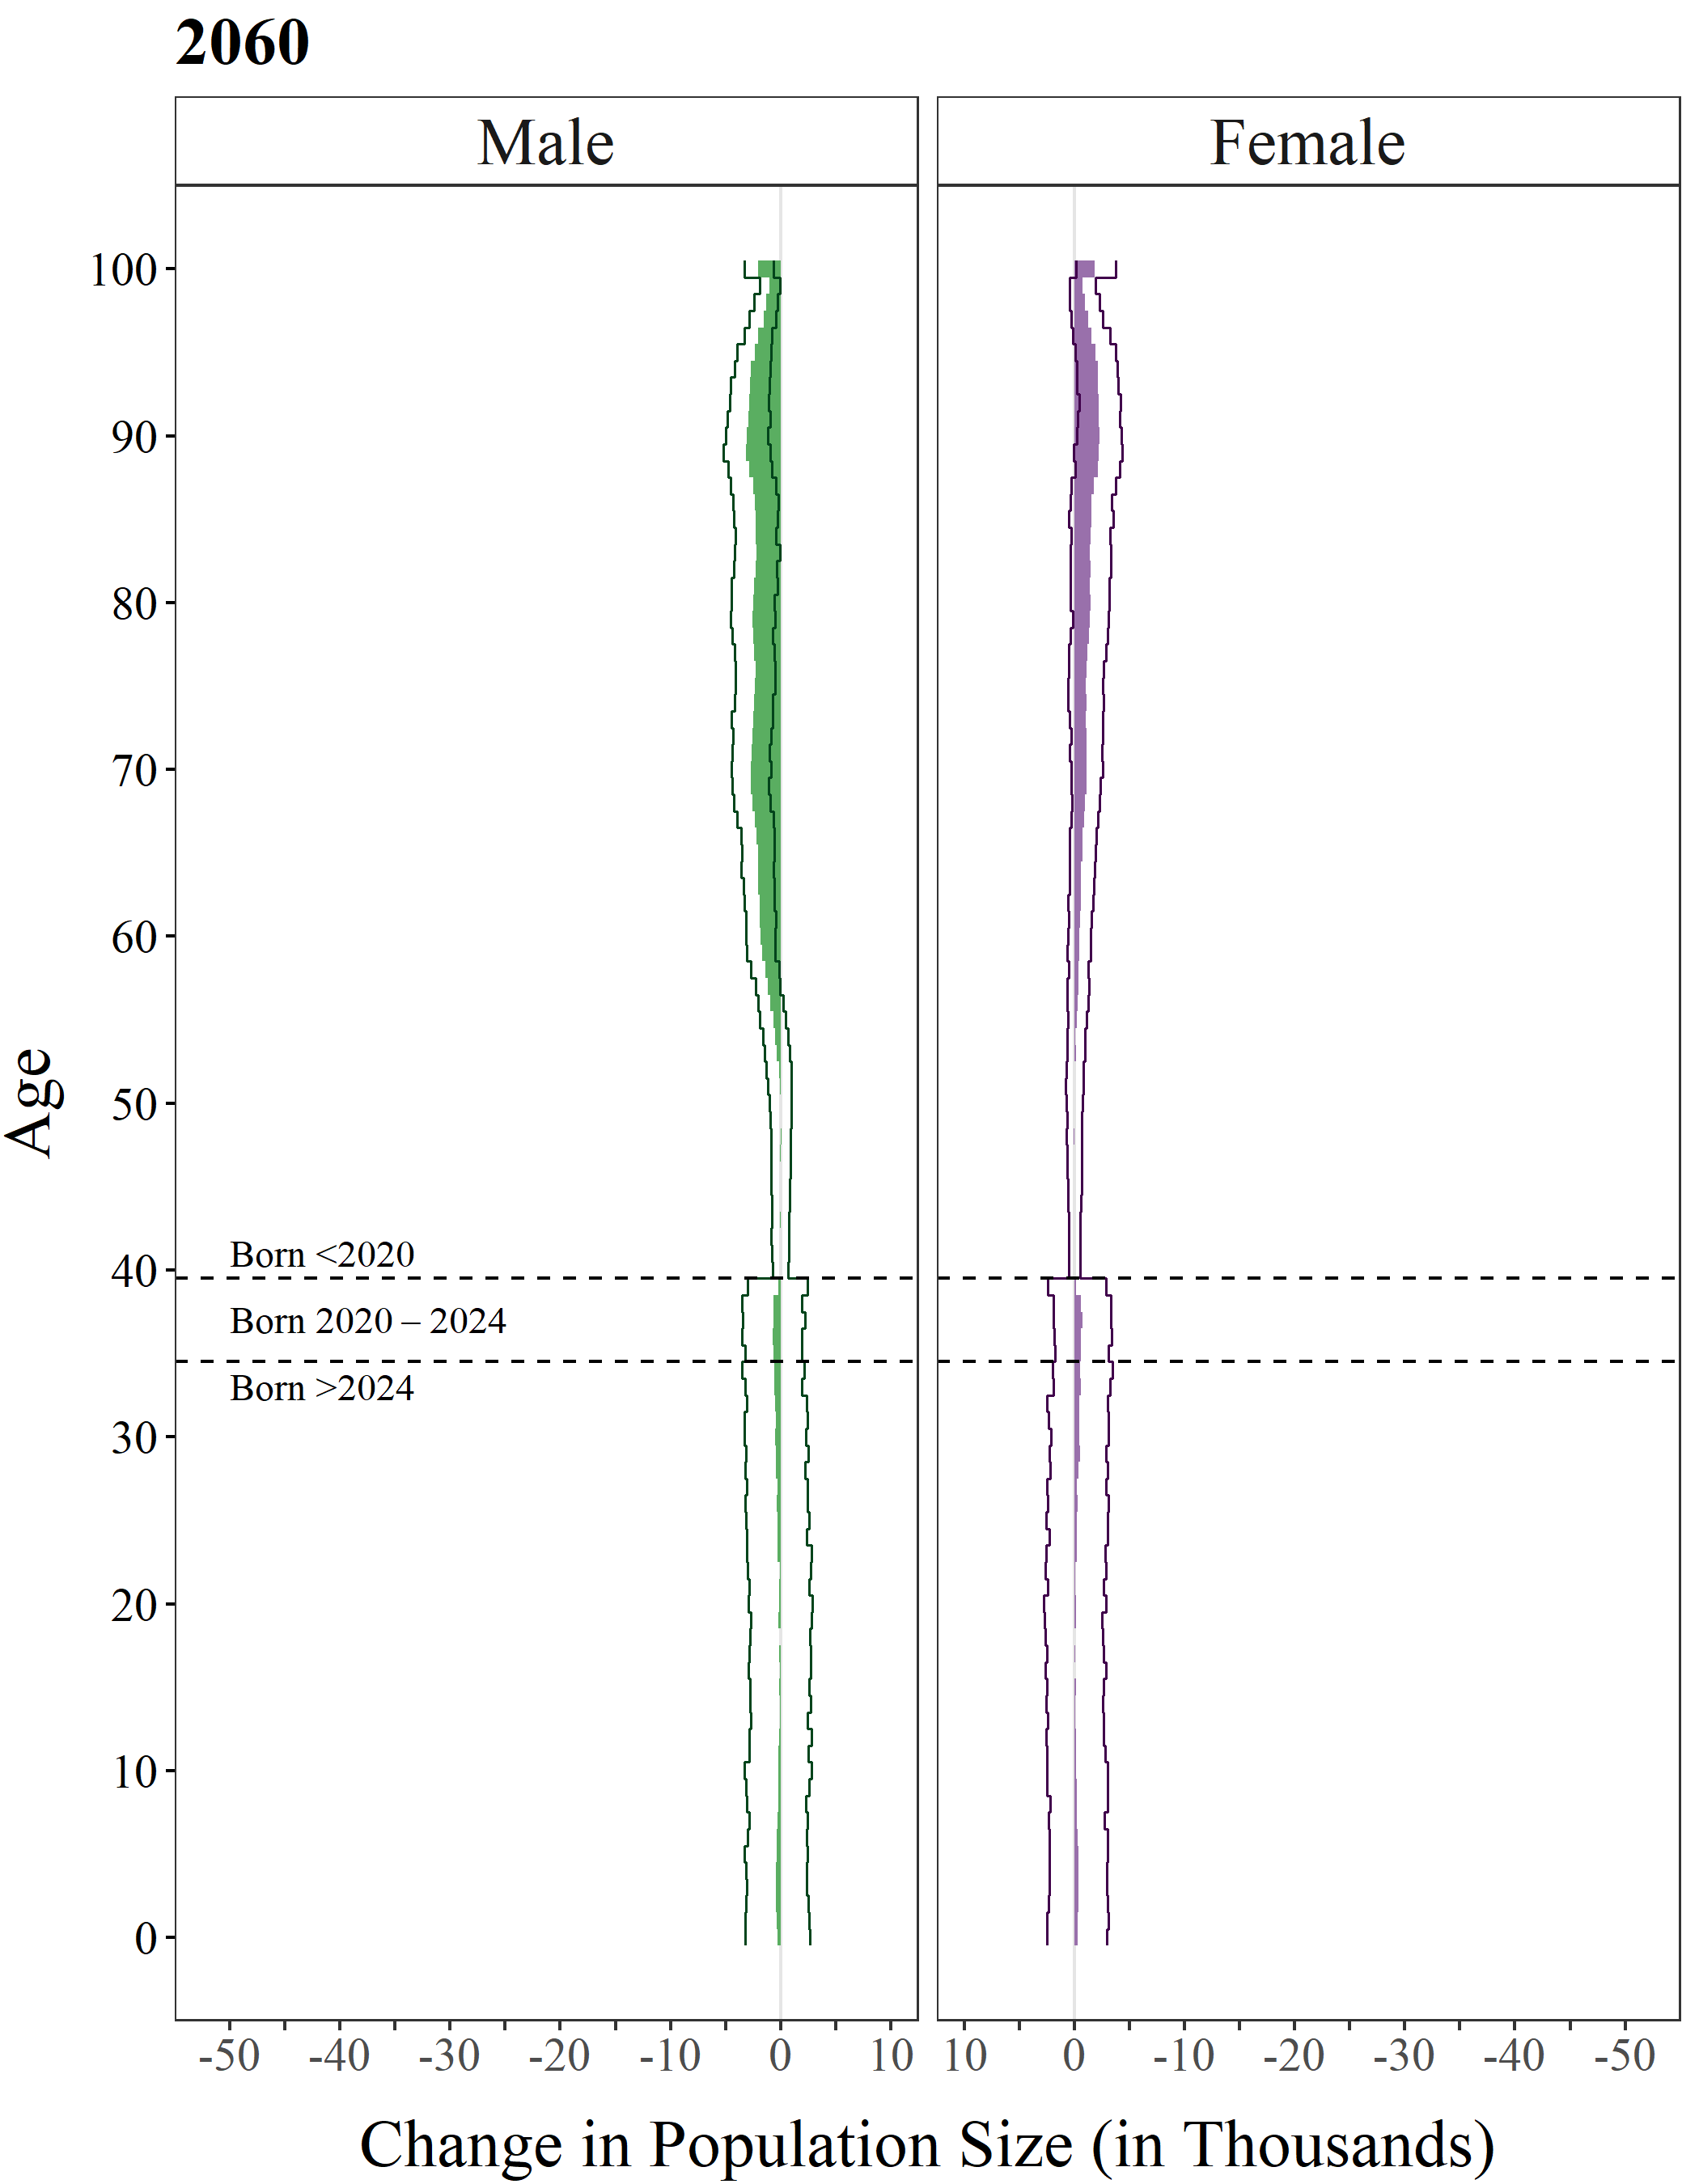 2060
Male Female
100
90
80
70
60
50
40
30
20
10
0
Age
Born <2020
Born 2020 – 2024
Born >2024
-50 -40 -30 -20 -10 0 10 10 0 -10 -20 -30 -40 -50
Change in Population Size (in Thousands)